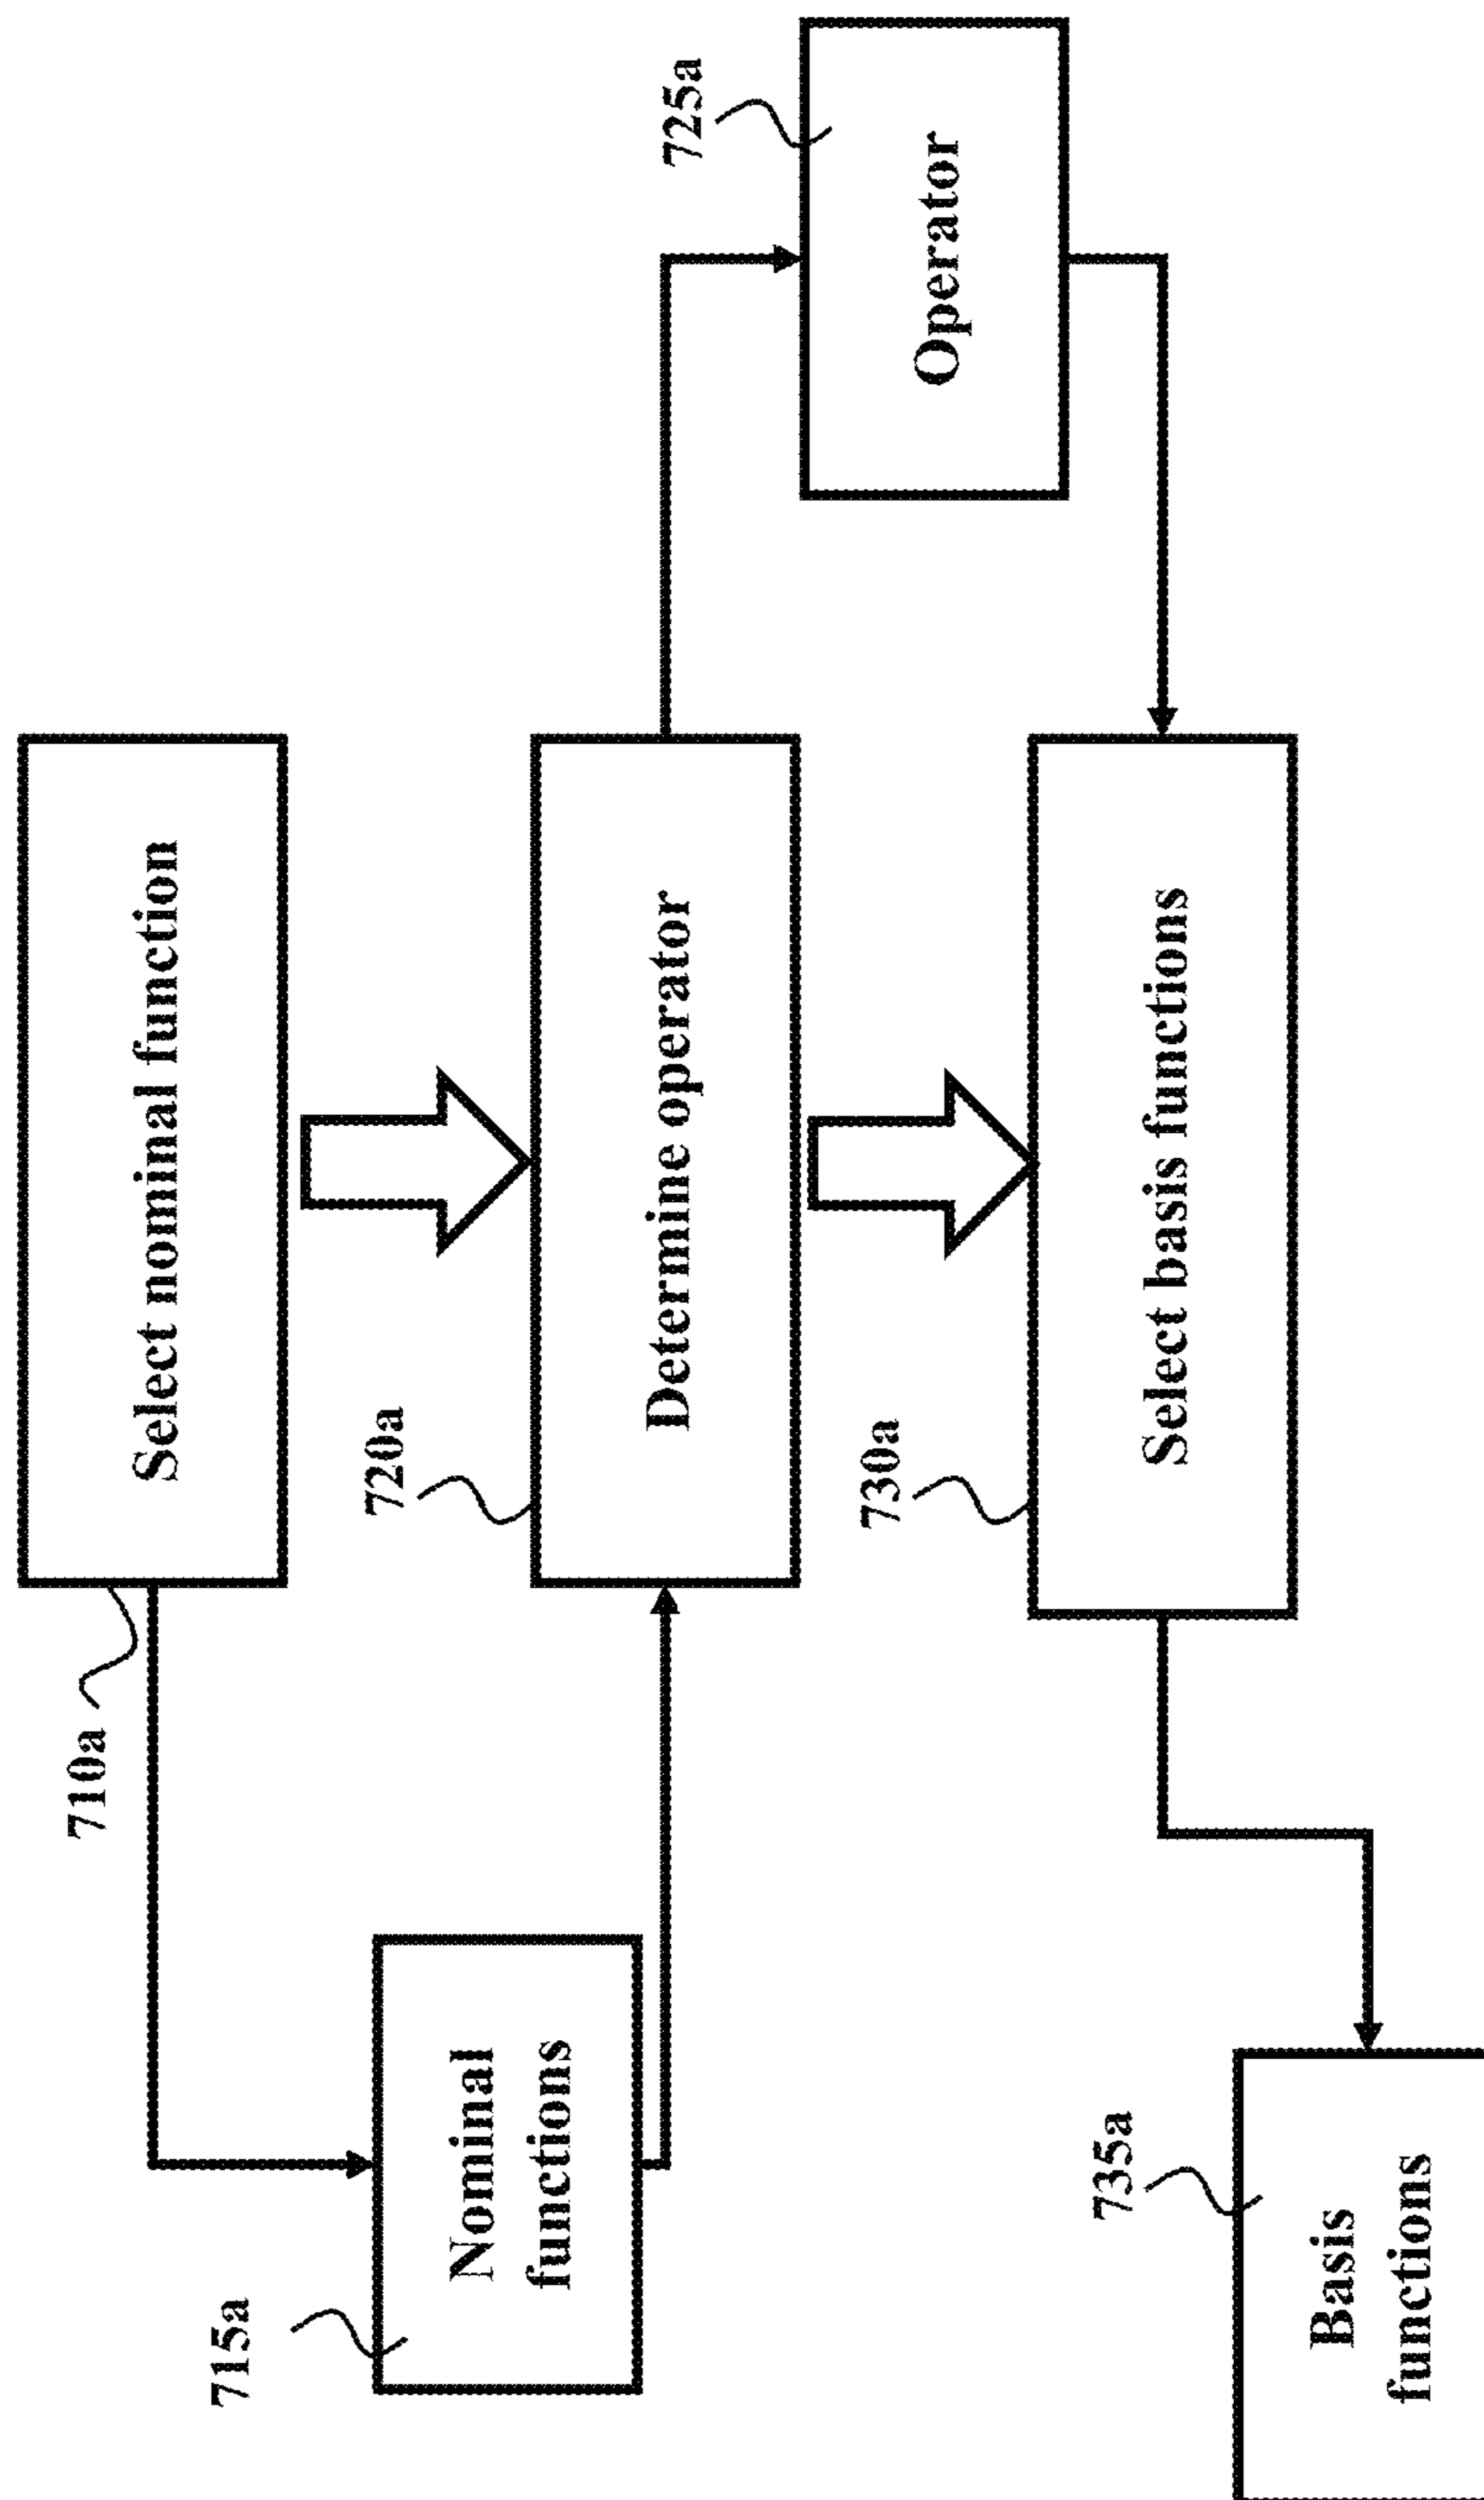 710a
Select nominal function
715a
Nominal
functions
720a
Determine operator
725a
Operator
730a
Select basis functions
735a
Basis
functions